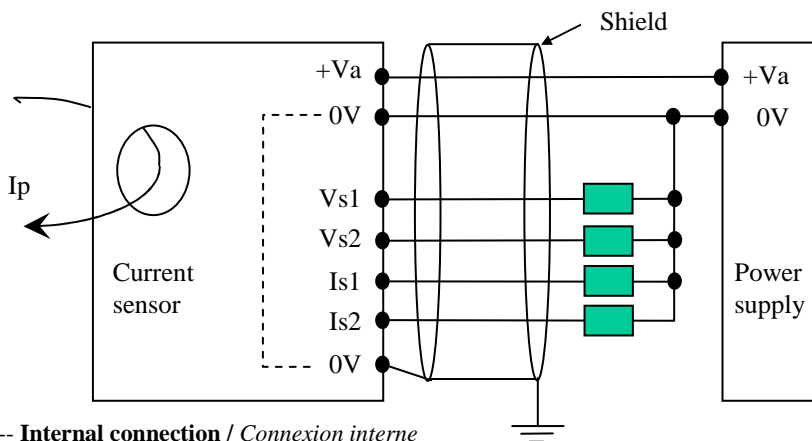 Shield
+Va
+Va
0V
0V
Ip
Vs1
Vs2
Is1
Is2
0V
Current
sensor
Power
supply
-- Internal connection / Connexion interne